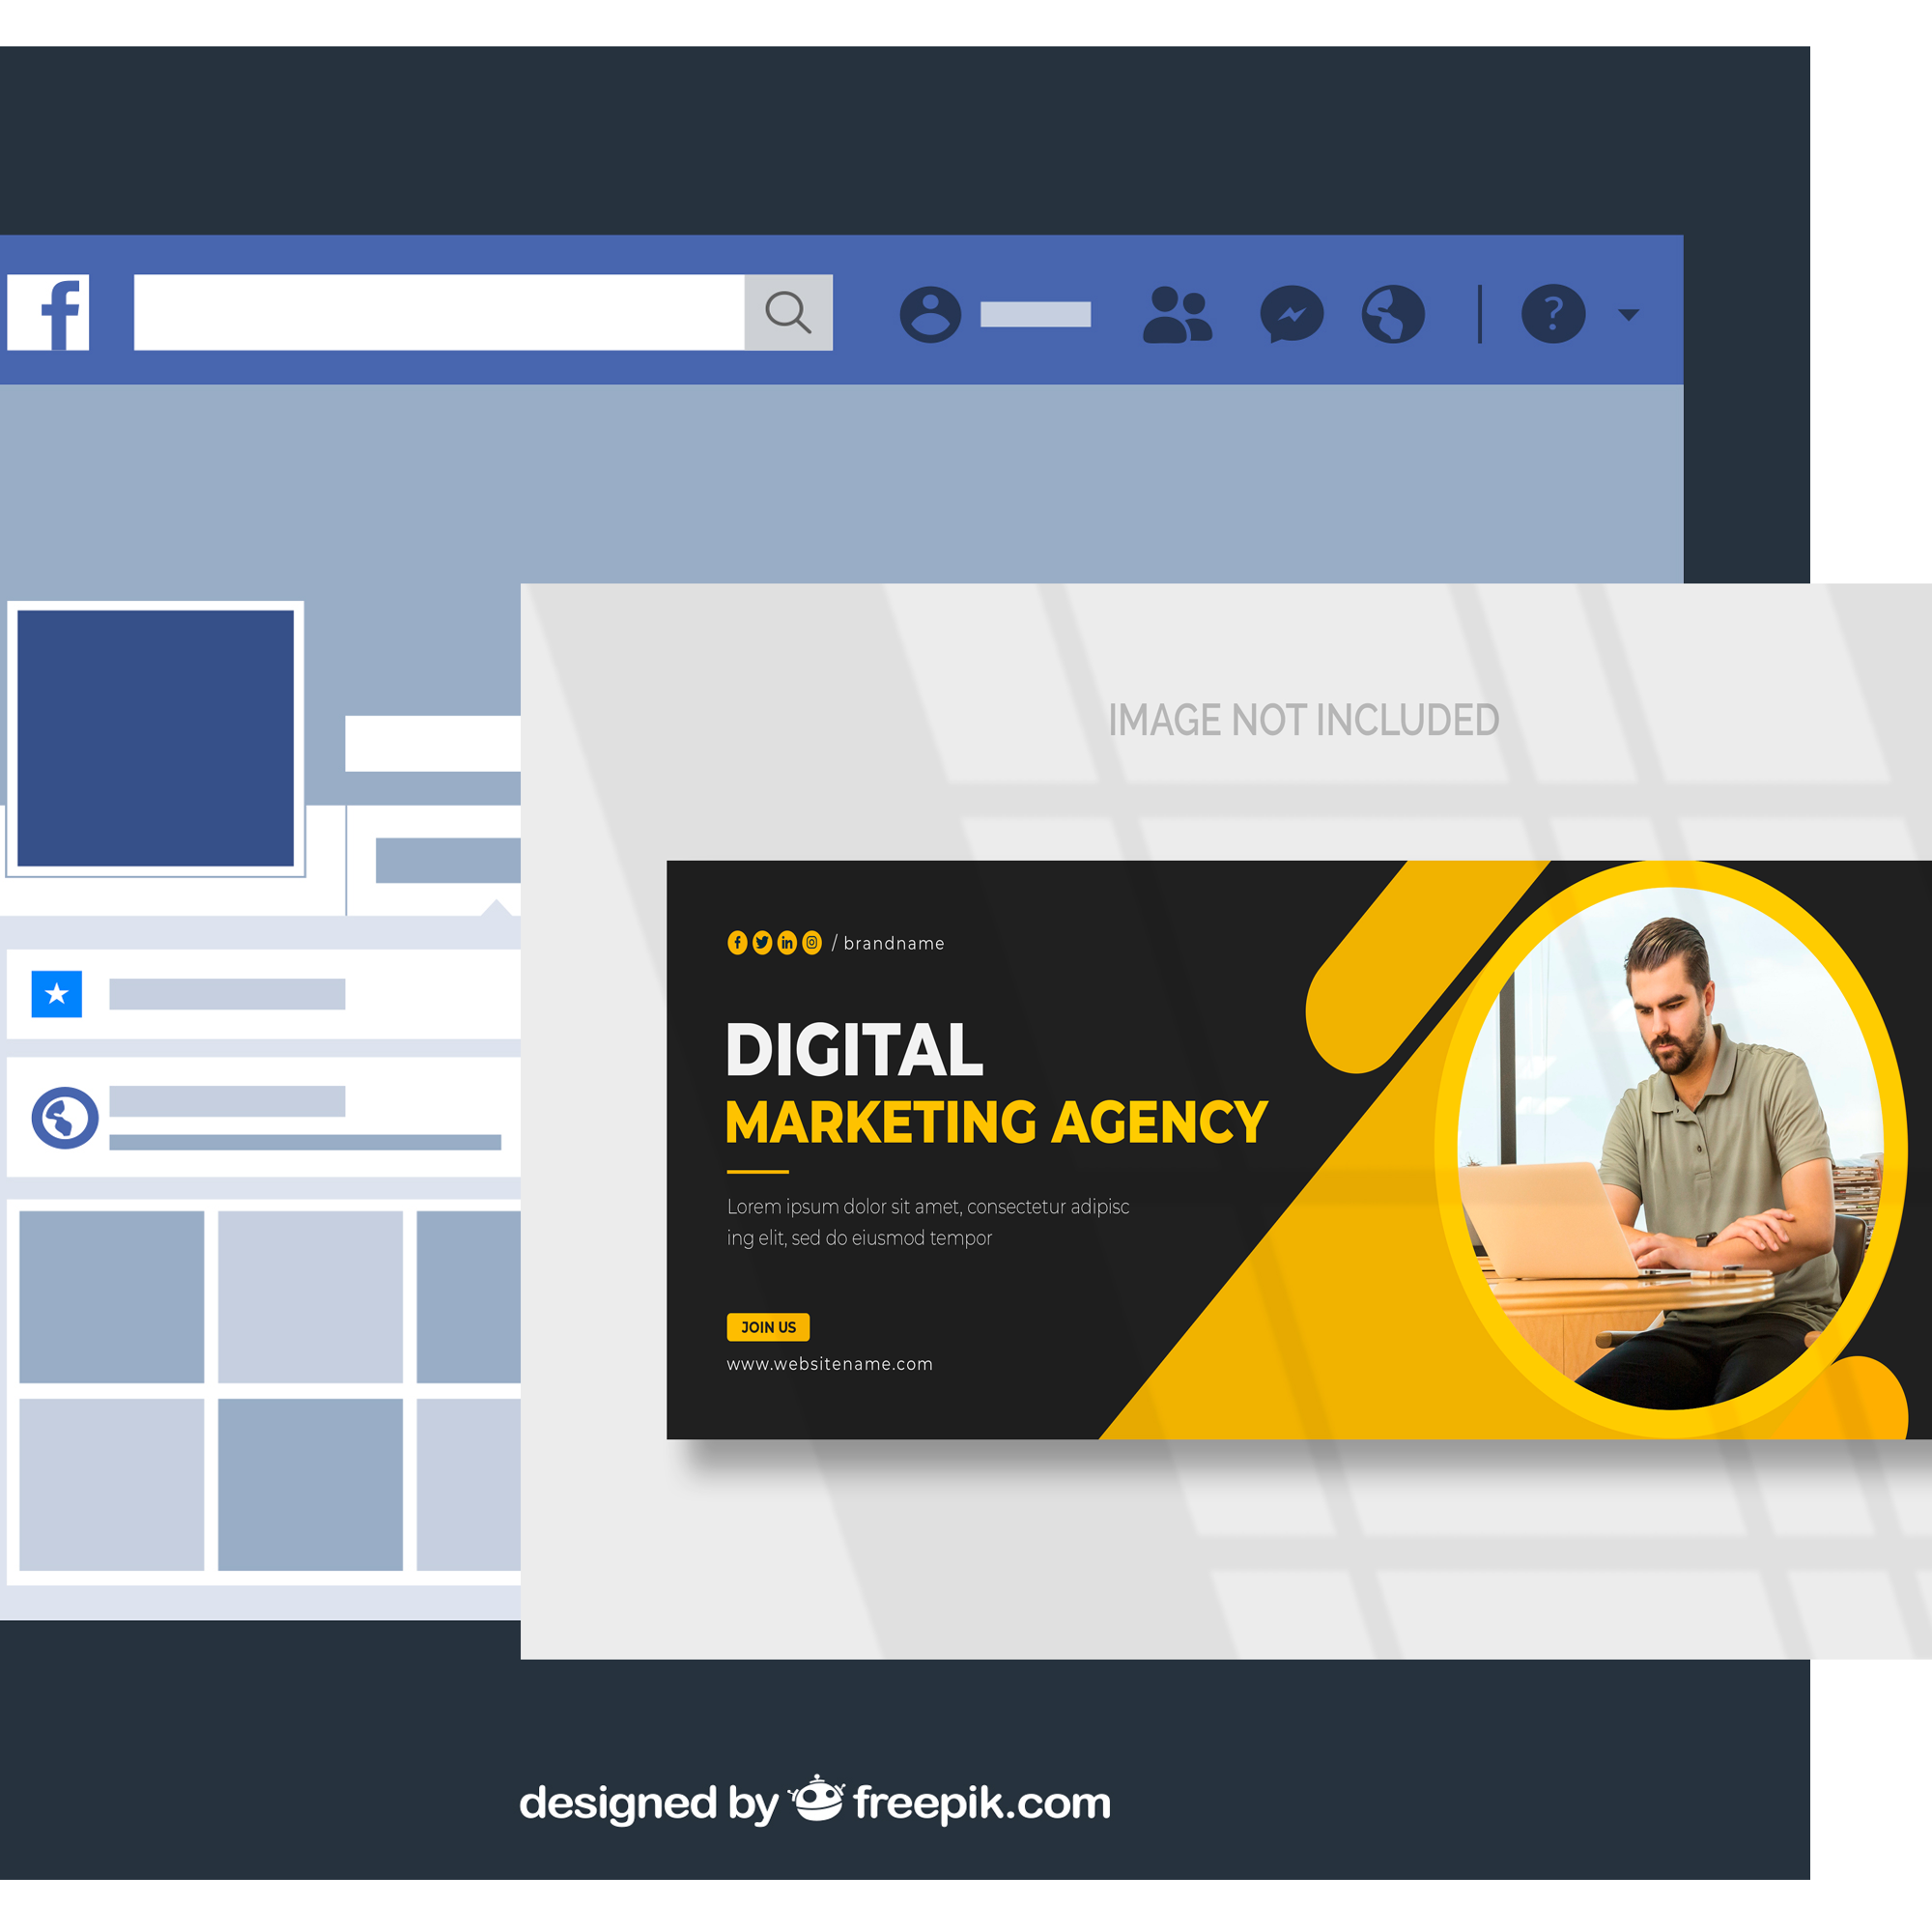 f
?
IMAGE NOT INCLUDED
/ brandname
DIGITAL
MARKETING AGENCY
Lorem ipsum dolor sit amet, consectetur adipisc
ing elit, sed do eiusmod tempor
JOIN US
www.websitename.com
designed by freepik.com